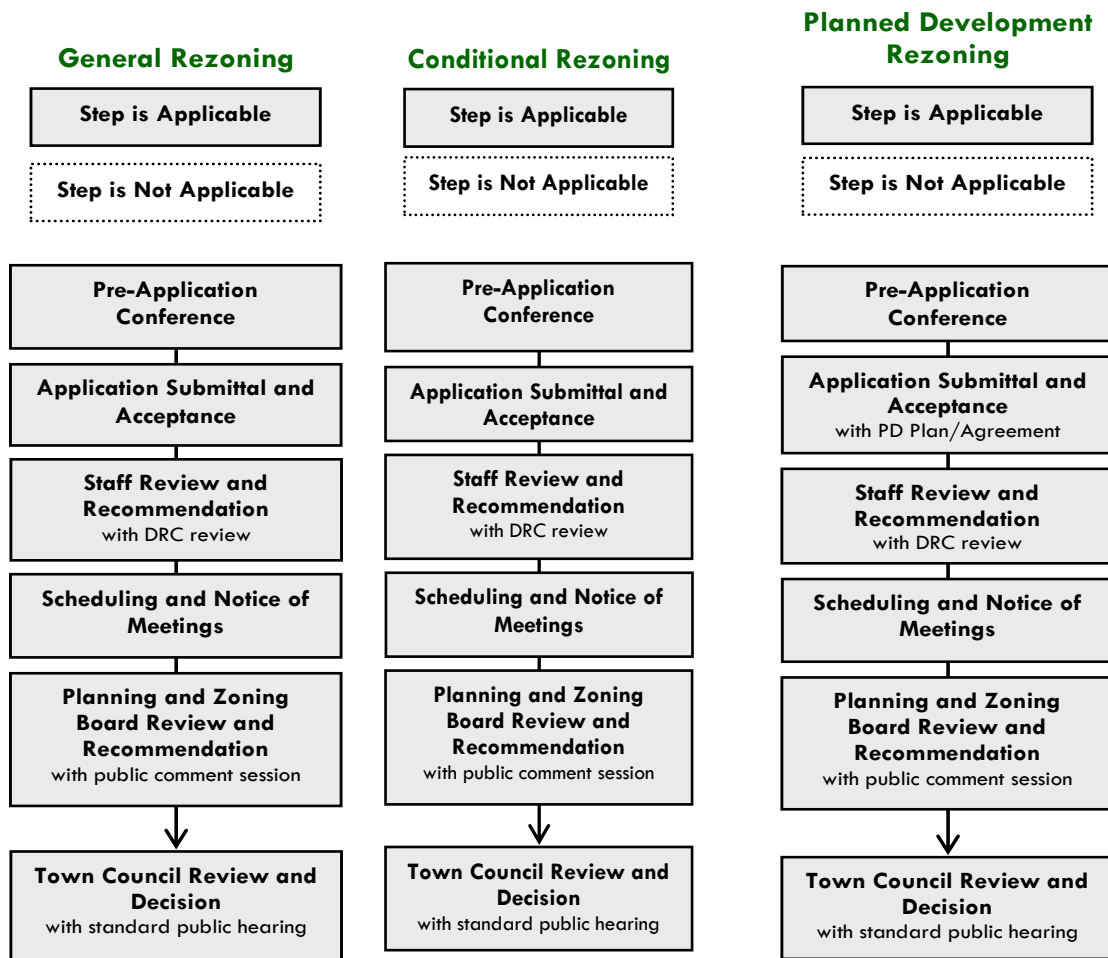 General Rezoning
Step is Applicable
Step is Not Applicable
Pre-Application
Conference
Application Submittal and
Acceptance
Staff Review and
Recommendation
with DRC review
Scheduling and Notice of
Meetings
Planning and Zoning
Board Review and
Recommendation
with public comment session
Town Council Review and
Decision
with standard public hearing
Conditional Rezoning
Step is Applicable
Step is Not Applicable
Pre-Application
Conference
Application Submittal and
Acceptance
Staff Review and
Recommendation
with DRC review
Scheduling and Notice of
Meetings
Planning and Zoning
Board Review and
Recommendation
with public comment session
Town Council Review and
Decision
with standard public hearing
Planned Development
Rezoning
Step is Applicable
Step is Not Applicable
Pre-Application
Conference
Application Submittal and
Acceptance
with PD Plan/Agreement
Staff Review and
Recommendation
with DRC review
Scheduling and Notice of
Meetings
Planning and Zoning
Board Review and
Recommendation
with public comment session
Town Council Review and
Decision
with standard public hearing